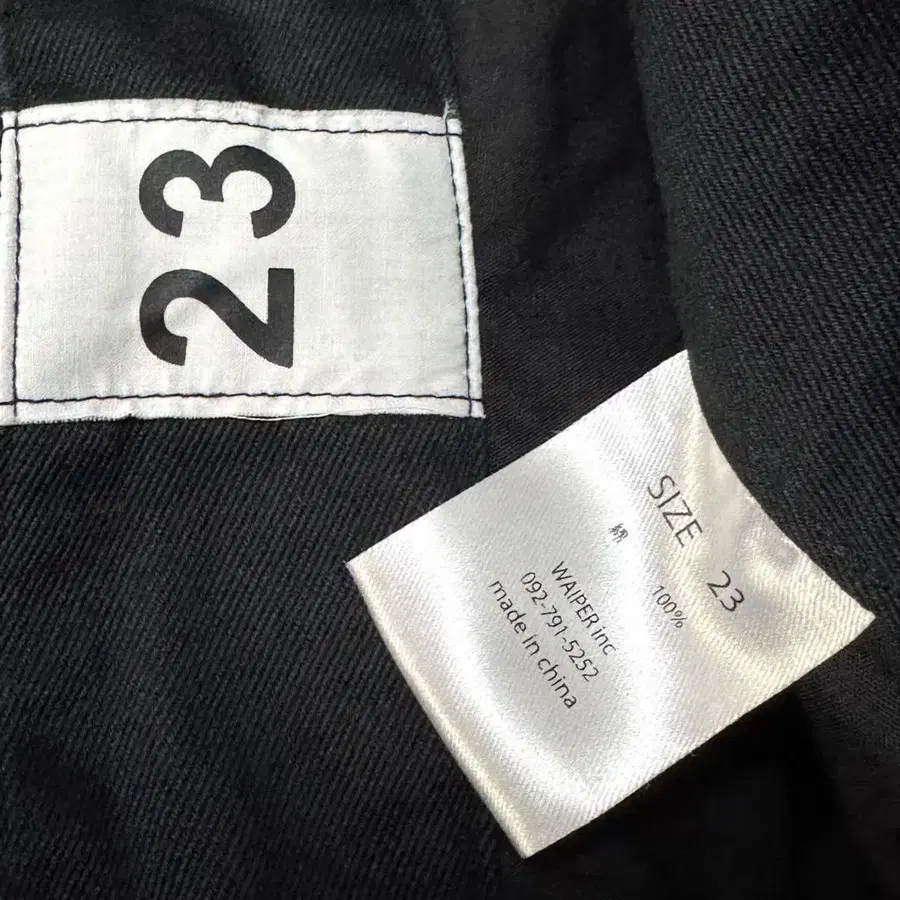 23
SIZE 23
綿 100%
WAIPER inc
092-791-5252
made in china